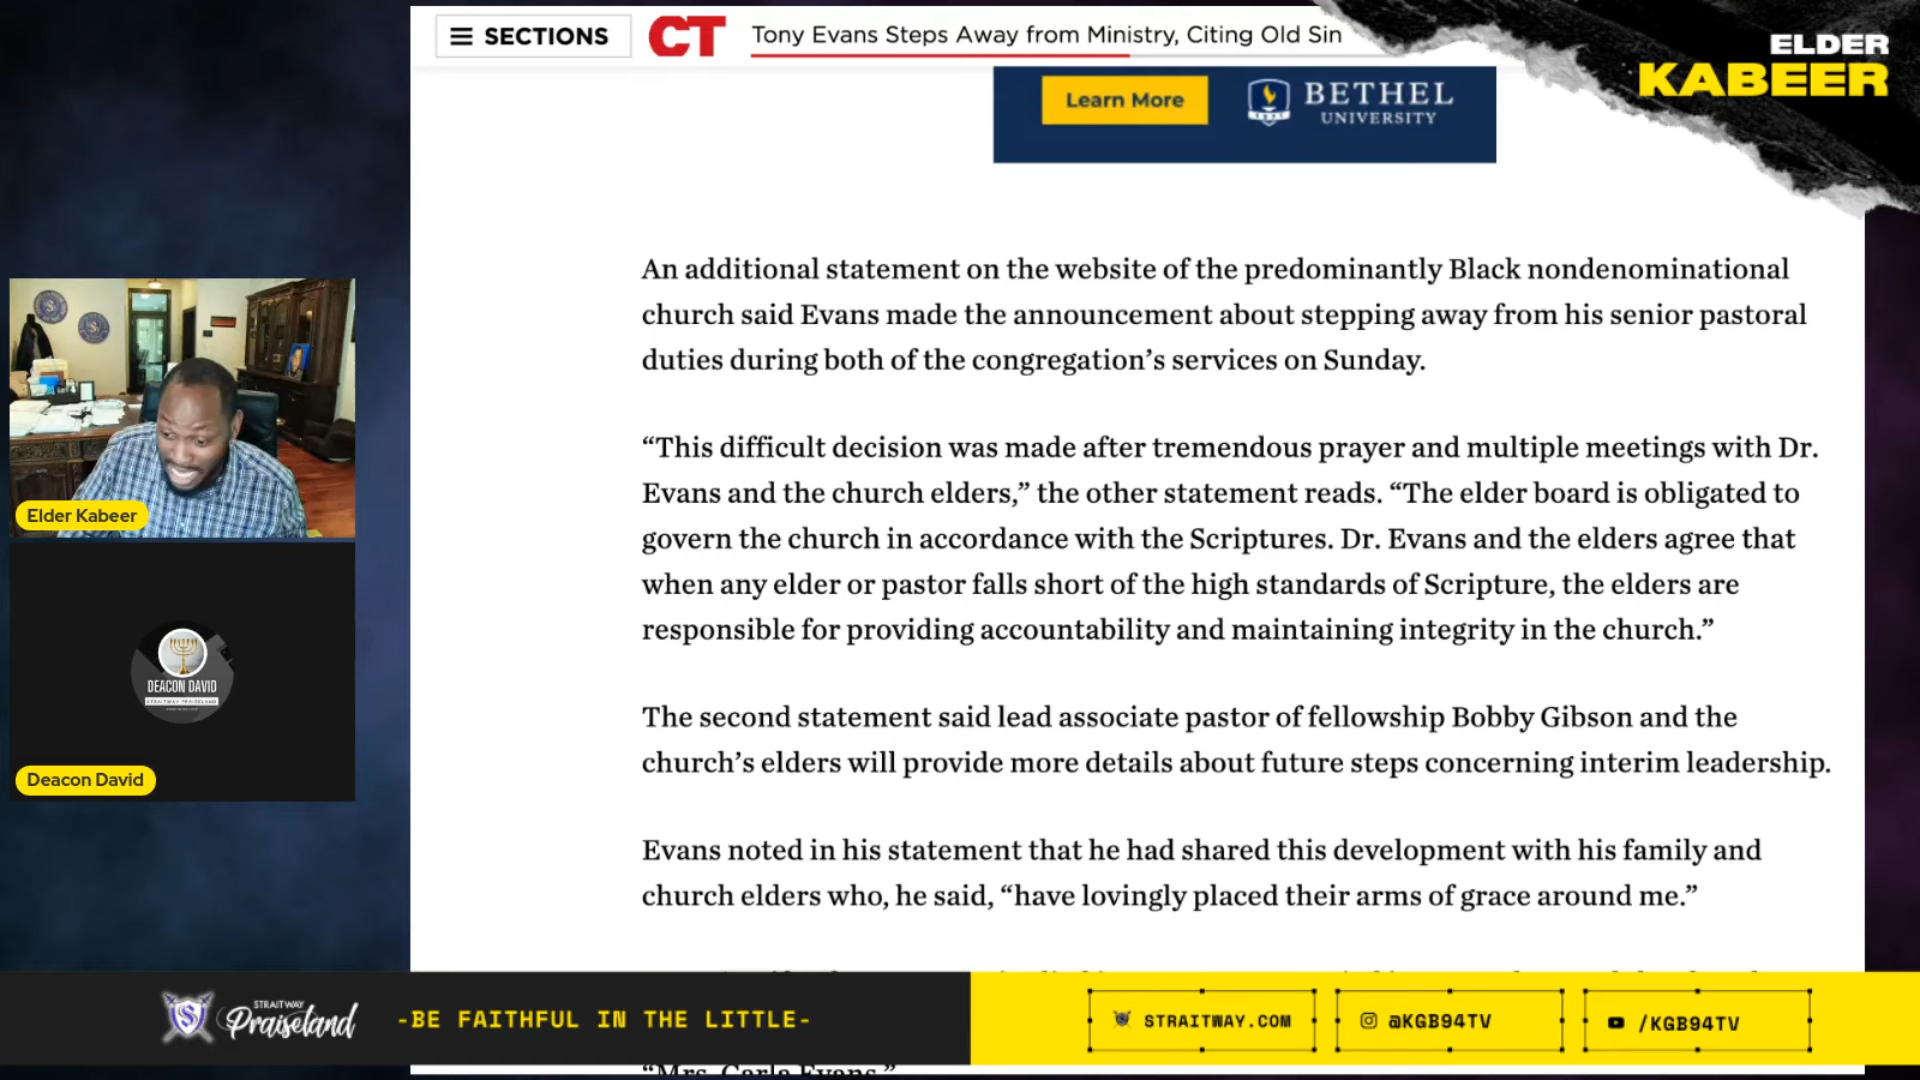 SECTIONS
CT
Tony Evans Steps Away from Ministry, Citing Old Sin
ELDER
KABEER
Learn More
BETHEL
UNIVERSITY
An additional statement on the website of the predominantly Black nondenominational
church said Evans made the announcement about stepping away from his senior pastoral
duties during both of the congregation’s services on Sunday.
“This difficult decision was made after tremendous prayer and multiple meetings with Dr.
Evans and the church elders,” the other statement reads. “The elder board is obligated to
govern the church in accordance with the Scriptures. Dr. Evans and the elders agree that
when any elder or pastor falls short of the high standards of Scripture, the elders are
responsible for providing accountability and maintaining integrity in the church.”
The second statement said lead associate pastor of fellowship Bobby Gibson and the
church’s elders will provide more details about future steps concerning interim leadership.
Evans noted in his statement that he had shared this development with his family and
church elders who, he said, “have lovingly placed their arms of grace around me.”
“Mrs. Carla Evans.”
Elder Kabeer
DEACON DAVID
STRAITWAY PRAISELAND
Deacon David
STRAITWAY
Praiseland
-BE FAITHFUL IN THE LITTLE-
STRAITWAY.COM
@KGB94TV
/KGB94TV